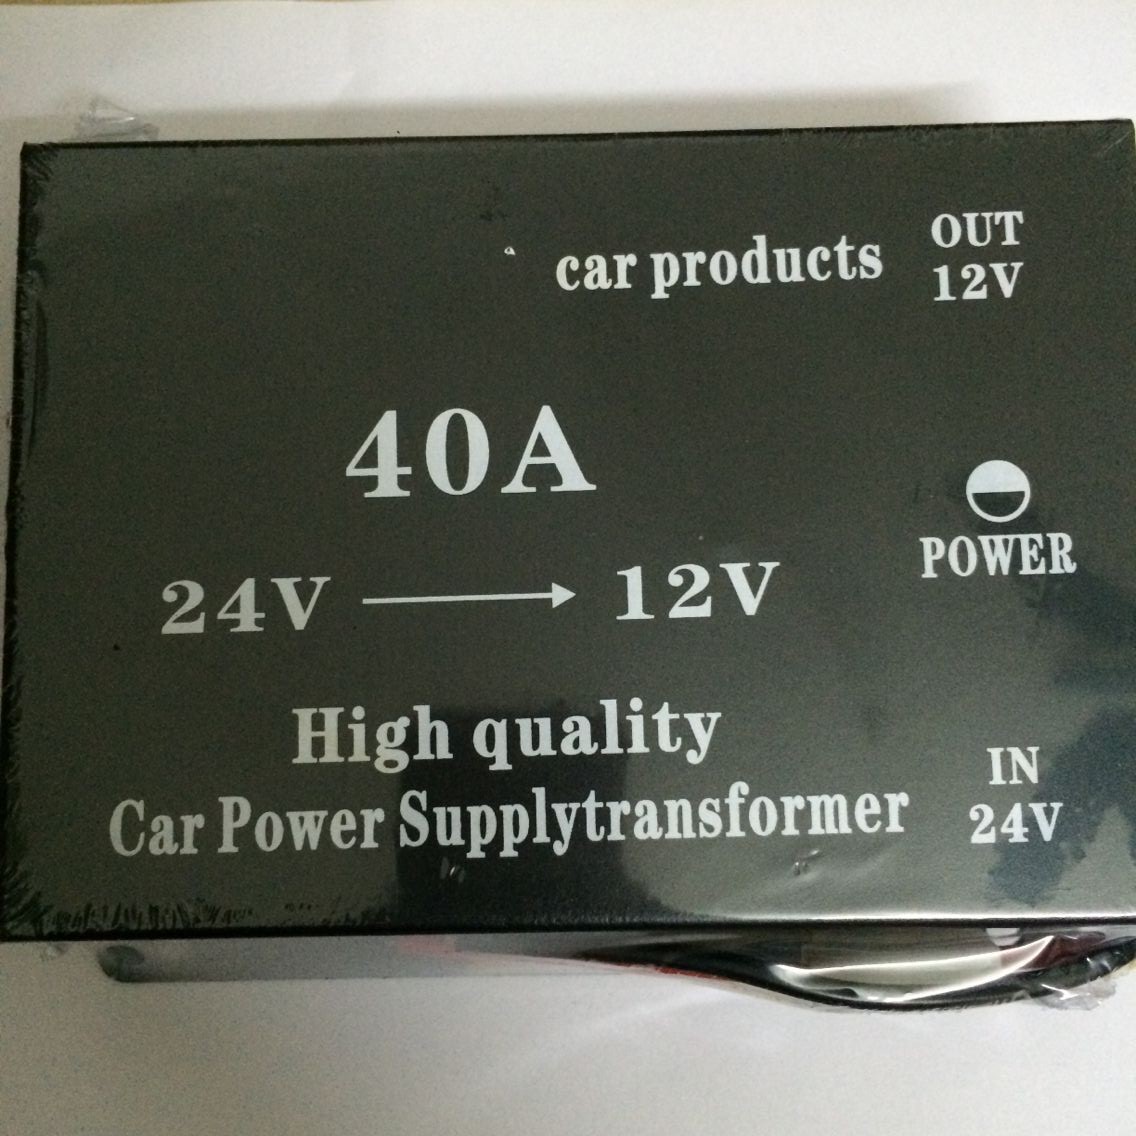 car products
OUT
12V
40A
POWER
24V 12V
High quality
Car Power Supplytransformer
IN
24V